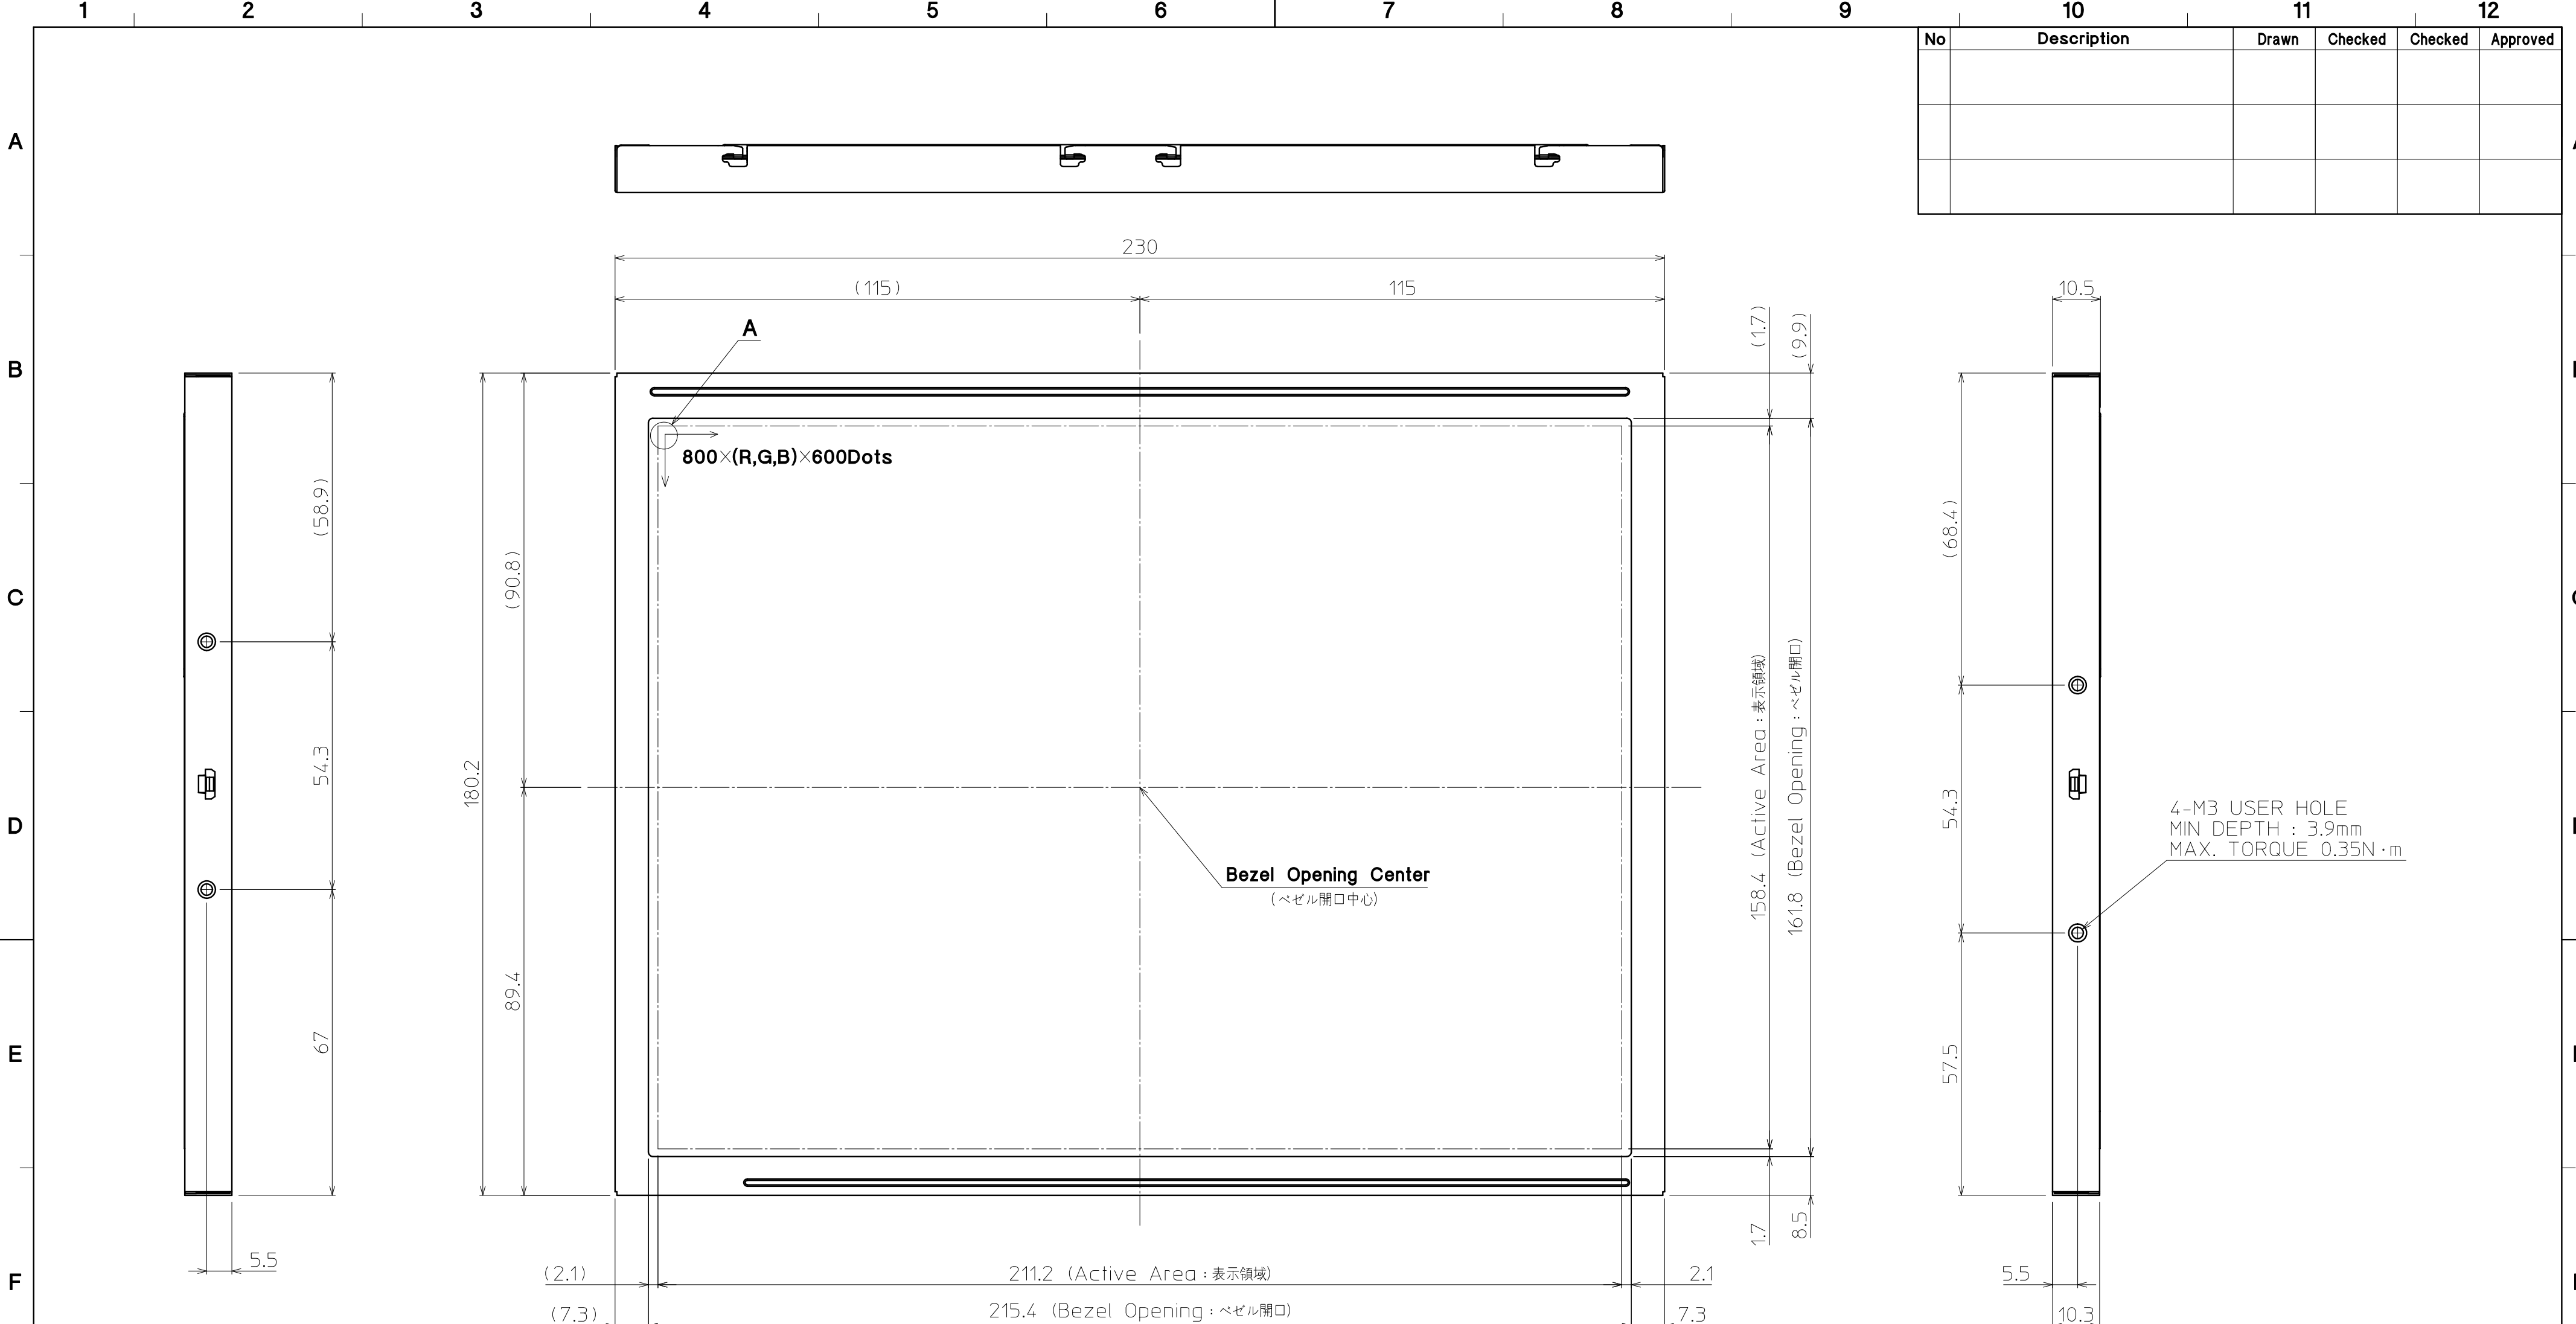 1 2 3 4 5 6 7 8 9 10 11 12
No Description Drawn Checked Checked Approved
A
230
(115) 115
10.5
A
(1.7)
(9.9)
B
800×(R,G,B)×600Dots
(58.9)
(68.4)
(90.8)
C
158.4 (Active Area : 表示領域)
161.8 (Bezel Opening : ベゼル開口)
54.3
180.2
54.3
4-M3 USER HOLE
MIN DEPTH : 3.9mm
MAX. TORQUE 0.35N·m
D
Bezel Opening Center
(ベゼル開口中心)
89.4
67
57.5
E
1.7
8.5
5.5
(2.1) 211.2 (Active Area : 表示領域) 2.1
5.5
F
(7.3) 215.4 (Bezel Opening : ベゼル開口) 7.3
10.3